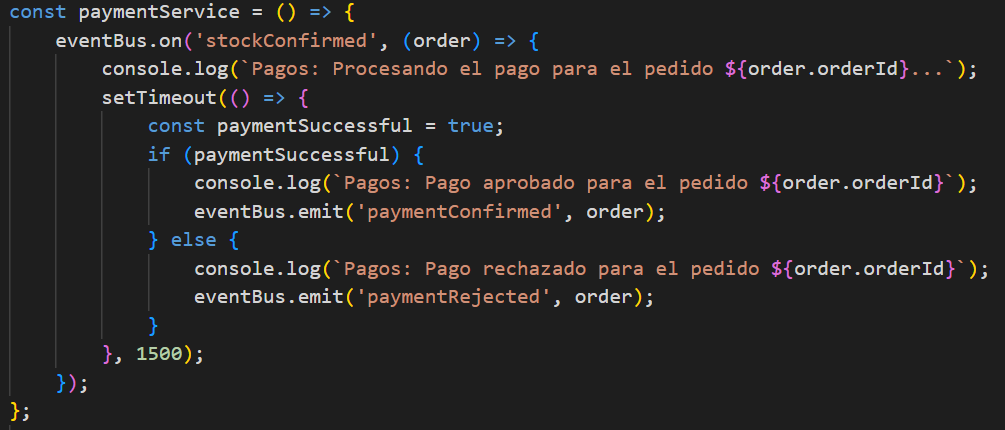 const paymentService = () => {
    eventBus.on('stockConfirmed', (order) => {
        console.log(`Pagos: Procesando el pago para el pedido ${order.orderId}...`);
        setTimeout(() => {
            const paymentSuccessful = true;
            if (paymentSuccessful) {
                console.log(`Pagos: Pago aprobado para el pedido ${order.orderId}`);
                eventBus.emit('paymentConfirmed', order);
            } else {
                console.log(`Pagos: Pago rechazado para el pedido ${order.orderId}`);
                eventBus.emit('paymentRejected', order);
            }
        }, 1500);
    });
};